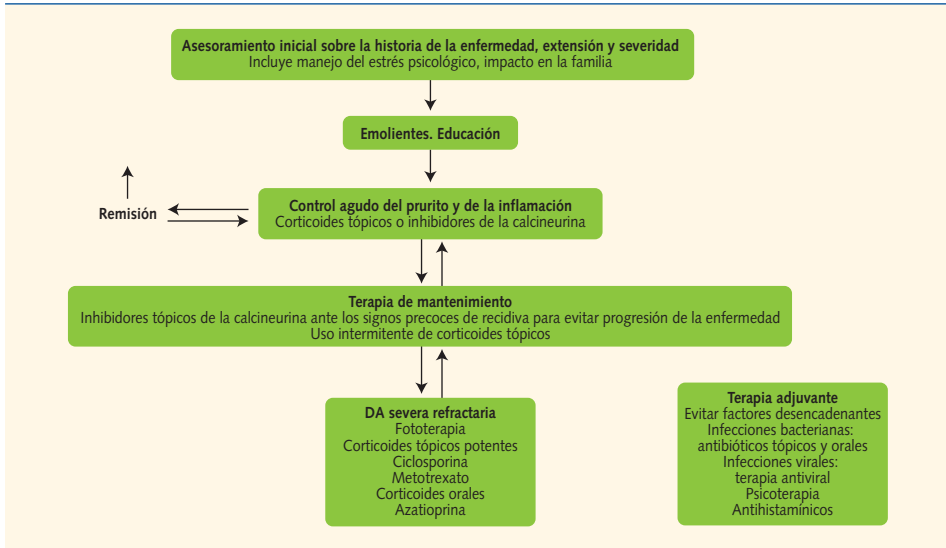 Asesoramiento inicial sobre la historia de la enfermedad, extensión y severidad
Incluye manejo del estrés psicológico, impacto en la familia
Emolientes. Educación
Remisión
Control agudo del prurito y de la inflamación
Corticoides tópicos o inhibidores de la calcineurina
Terapia de mantenimiento
Inhibidores tópicos de la calcineurina ante los signos precoces de recidiva para evitar progresión de la enfermedad
Uso intermitente de corticoides tópicos
DA severa refractaria
Fototerapia
Corticoides tópicos potentes
Ciclosporina
Metotrexato
Corticoides orales
Azatioprina
Terapia adjuvante
Evitar factores desencadenantes
Infecciones bacterianas:
antibióticos tópicos y orales
Infecciones virales:
terapia antiviral
Psicoterapia
Antihistamínicos